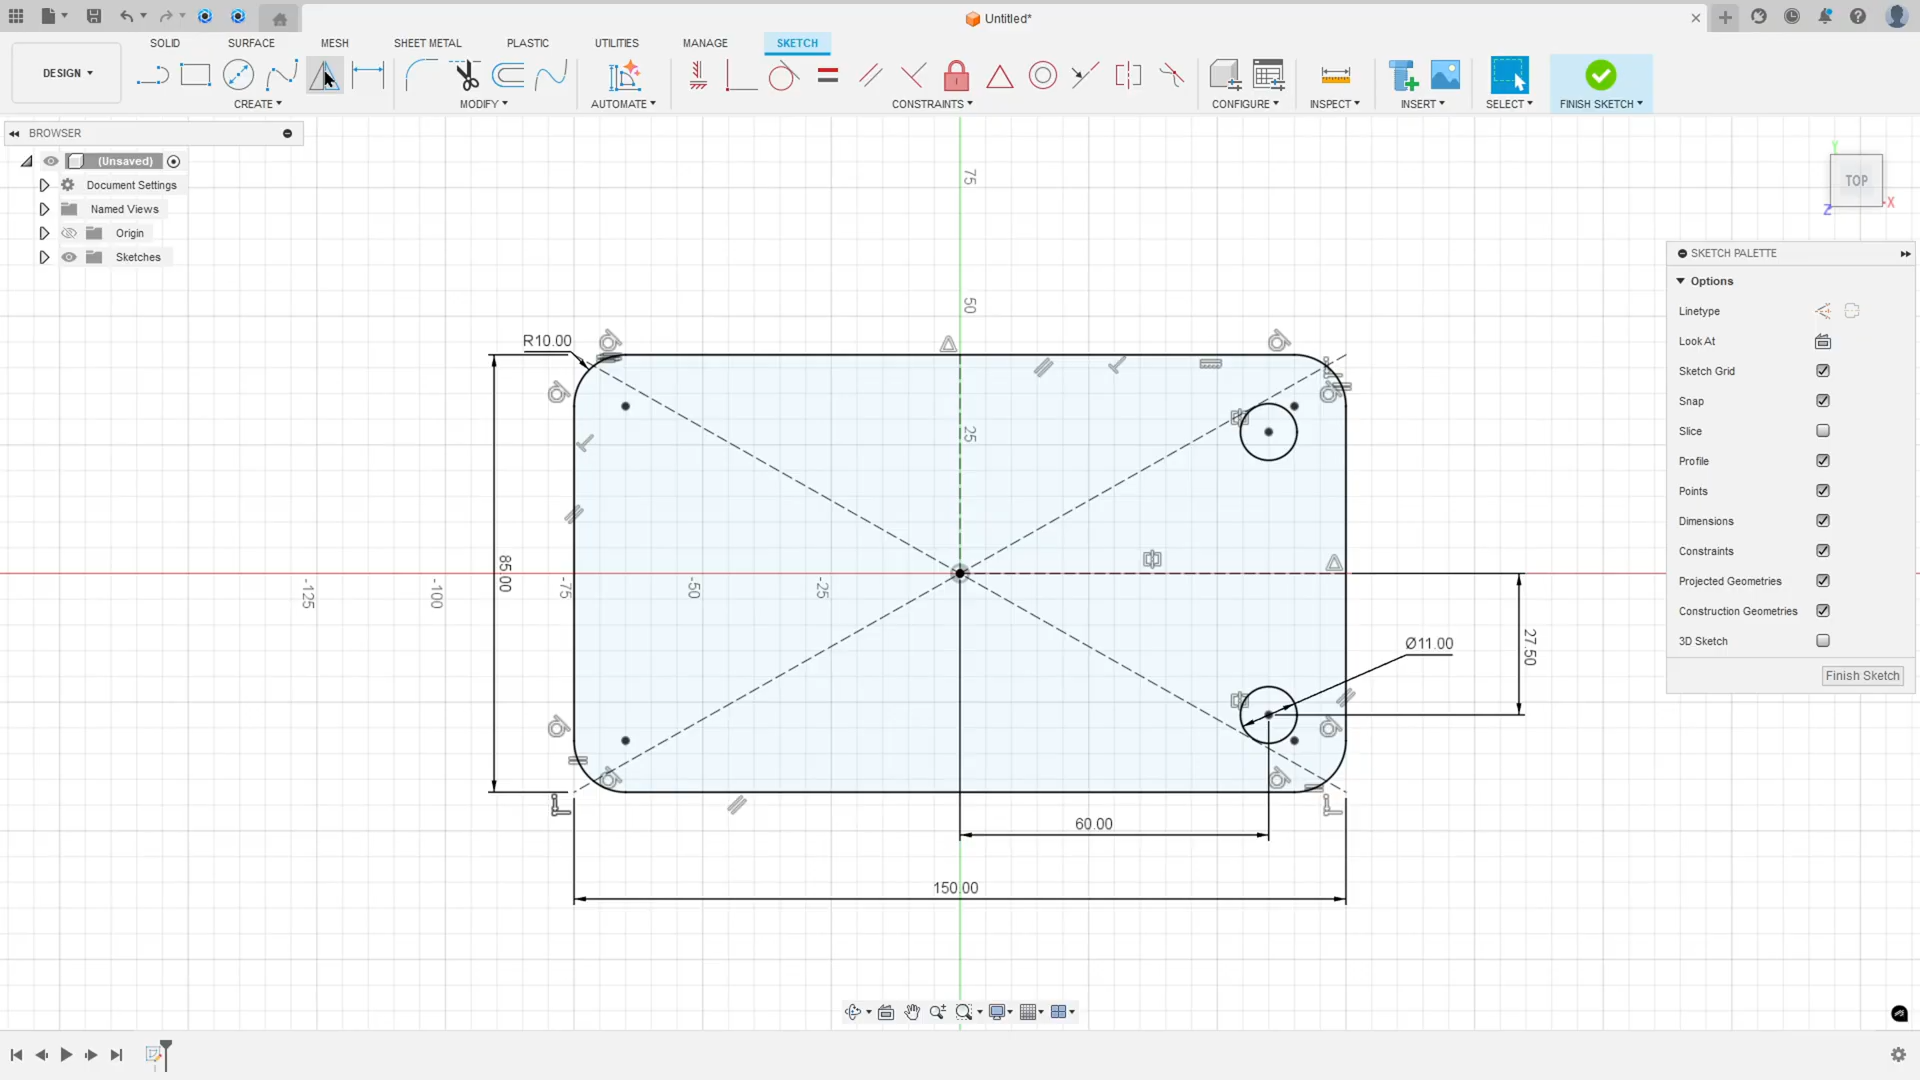 Untitled*
DESIGN
SOLID
SURFACE
MESH
SHEET METAL
PLASTIC
UTILITIES
MANAGE
SKETCH
CREATE
MODIFY
AUTOMATE
CONSTRAINTS
CONFIGURE
INSPECT
INSERT
SELECT
FINISH SKETCH
BROWSER
(Unsaved)
Document Settings
Named Views
Origin
Sketches
TOP
Y
X
Z
SKETCH PALETTE
Options
Linetype
Look At
Sketch Grid
Snap
Slice
Profile
Points
Dimensions
Constraints
Projected Geometries
Construction Geometries
3D Sketch
Finish Sketch
75
50
25
R10.00
85.00
-125
-100
-75
-50
-25
Ø11.00
27.50
60.00
150.00